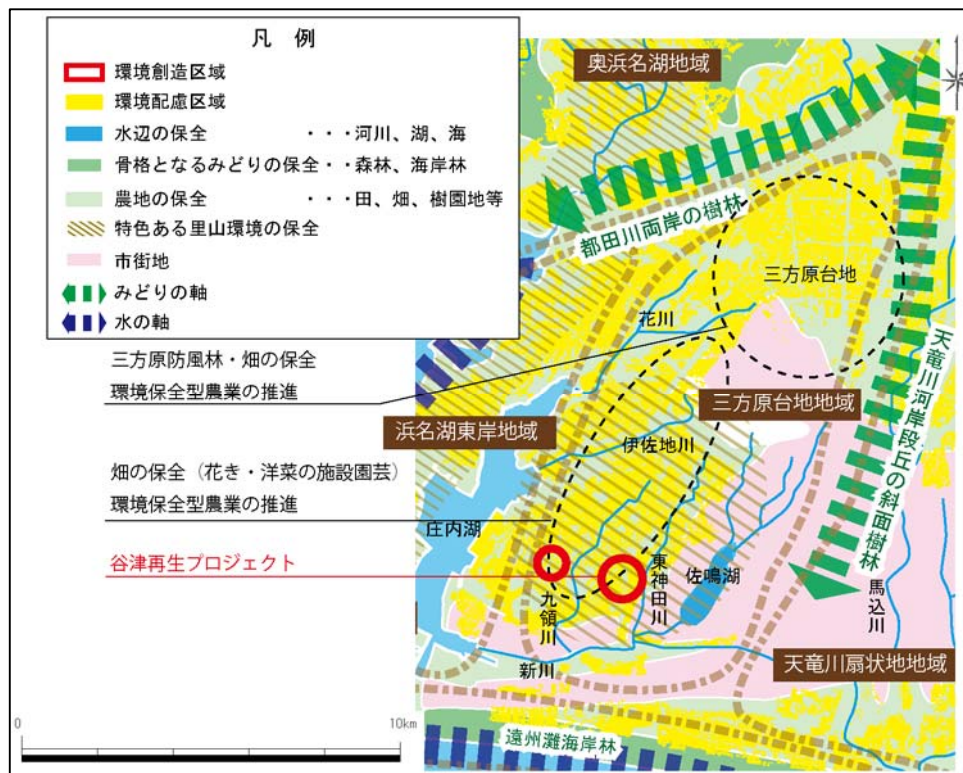 凡 例
環境創造区域
環境配慮区域
水辺の保全 ・・・河川、湖、海
骨格となるみどりの保全・・森林、海岸林
農地の保全 ・・・田、畑、樹園地等
特色ある里山環境の保全
市街地
みどりの軸
水の軸
奥浜名湖地域
都田川両岸の樹林
三方原台地
花川
三方原防風林・畑の保全
環境保全型農業の推進
三方原台地地域
天竜川河岸段丘の斜面樹林
浜名湖東岸地域
伊佐地川
畑の保全（花き・洋菜の施設園芸）
環境保全型農業の推進
庄内湖
谷津再生プロジェクト
九領川
東神田川
佐鳴湖
馬込川
新川
天竜川扇状地地域
0 10km
遠州灘海岸林